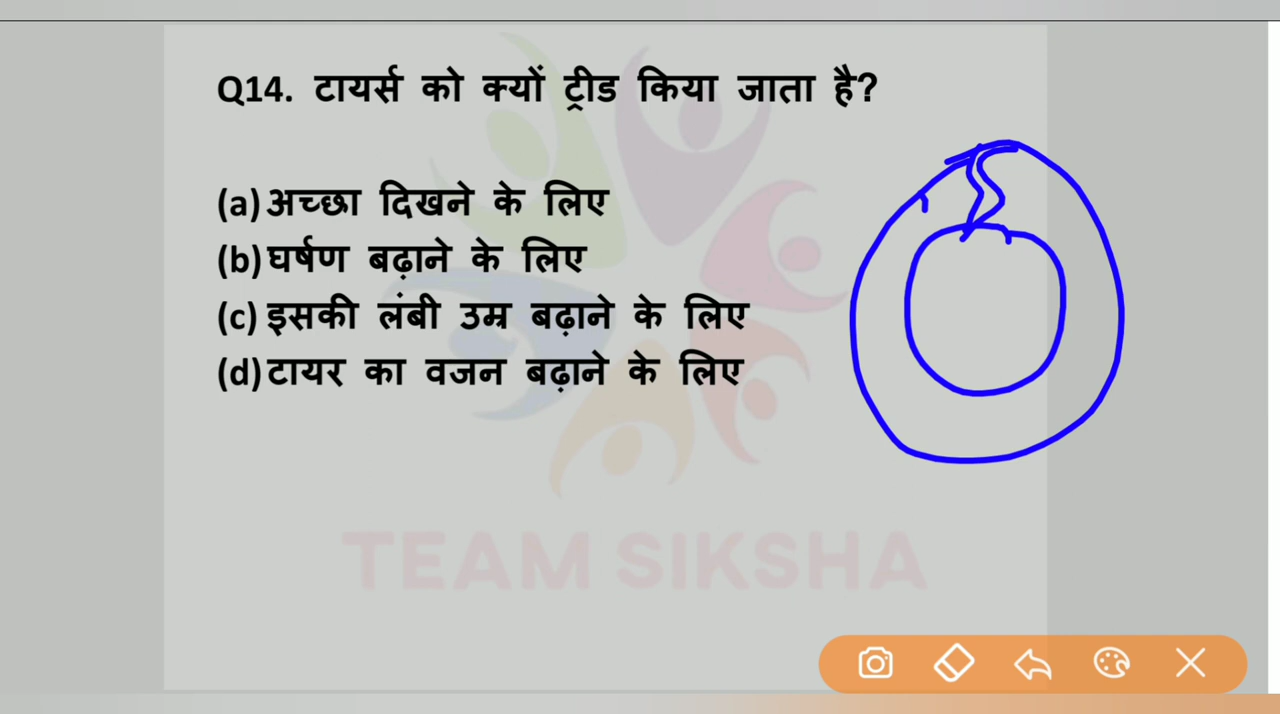 Q14. टायर्स को क्यों ट्रीड किया जाता है?
(a) अच्छा दिखने के लिए
(b) घर्षण बढ़ाने के लिए
(c) इसकी लंबी उम्र बढ़ाने के लिए
(d) टायर का वजन बढ़ाने के लिए
TEAM SIKSHA